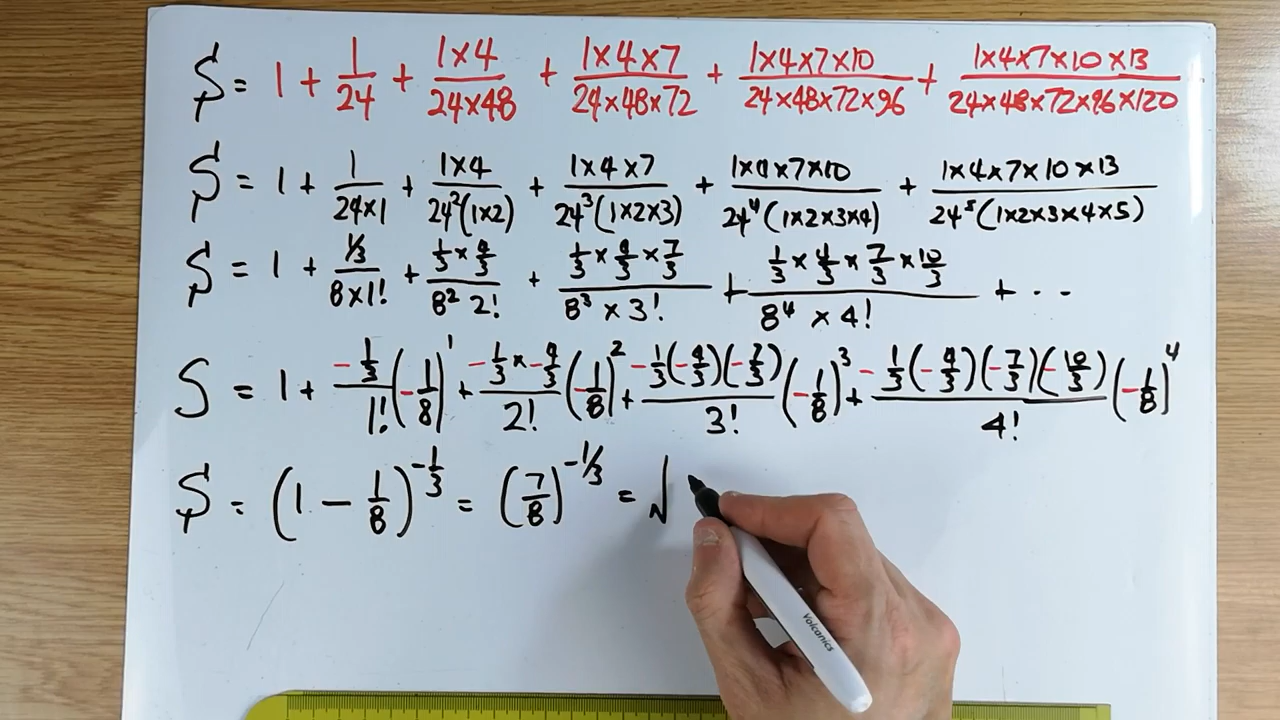 S = 1 + 1/24 + (1×4)/(24×48) + (1×4×7)/(24×48×72) + (1×4×7×10)/(24×48×72×96) + (1×4×7×10×13)/(24×48×72×96×120)
S = 1 + 1/(24×1) + (1×4)/(24²(1×2)) + (1×4×7)/(24³(1×2×3)) + (1×4×7×10)/(24⁴(1×2×3×4)) + (1×4×7×10×13)/(24⁵(1×2×3×4×5))
S = 1 + (1/3)/(8×1!) + (1/3×4/3)/(8² 2!) + (1/3×4/3×7/3)/(8³×3!) + (1/3×4/3×7/3×10/3)/(8⁴×4!) + ...
S = 1 + (-1/3)/1! (-1/8)¹ + (-1/3×-4/3)/2! (-1/8)² + (-1/3(-4/3)(-7/3))/3! (-1/8)³ + (-1/3(-4/3)(-7/3)(-10/3))/4! (-1/8)⁴
S = (1 - 1/8)^(-1/3) = (7/8)^(-1/3) = √
Volcanics